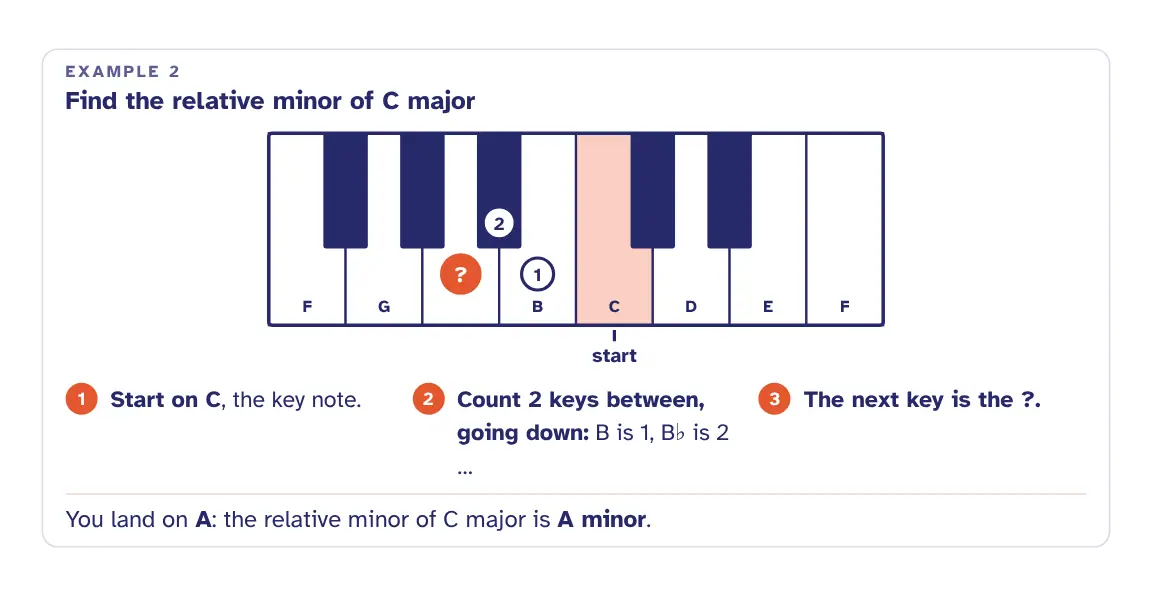 EXAMPLE 2
Find the relative minor of C major
2
?
1
F G B C D E F
start
1 Start on C, the key note.
2 Count 2 keys between,
going down: B is 1, B♭ is 2
...
3 The next key is the ?.
You land on A: the relative minor of C major is A minor.